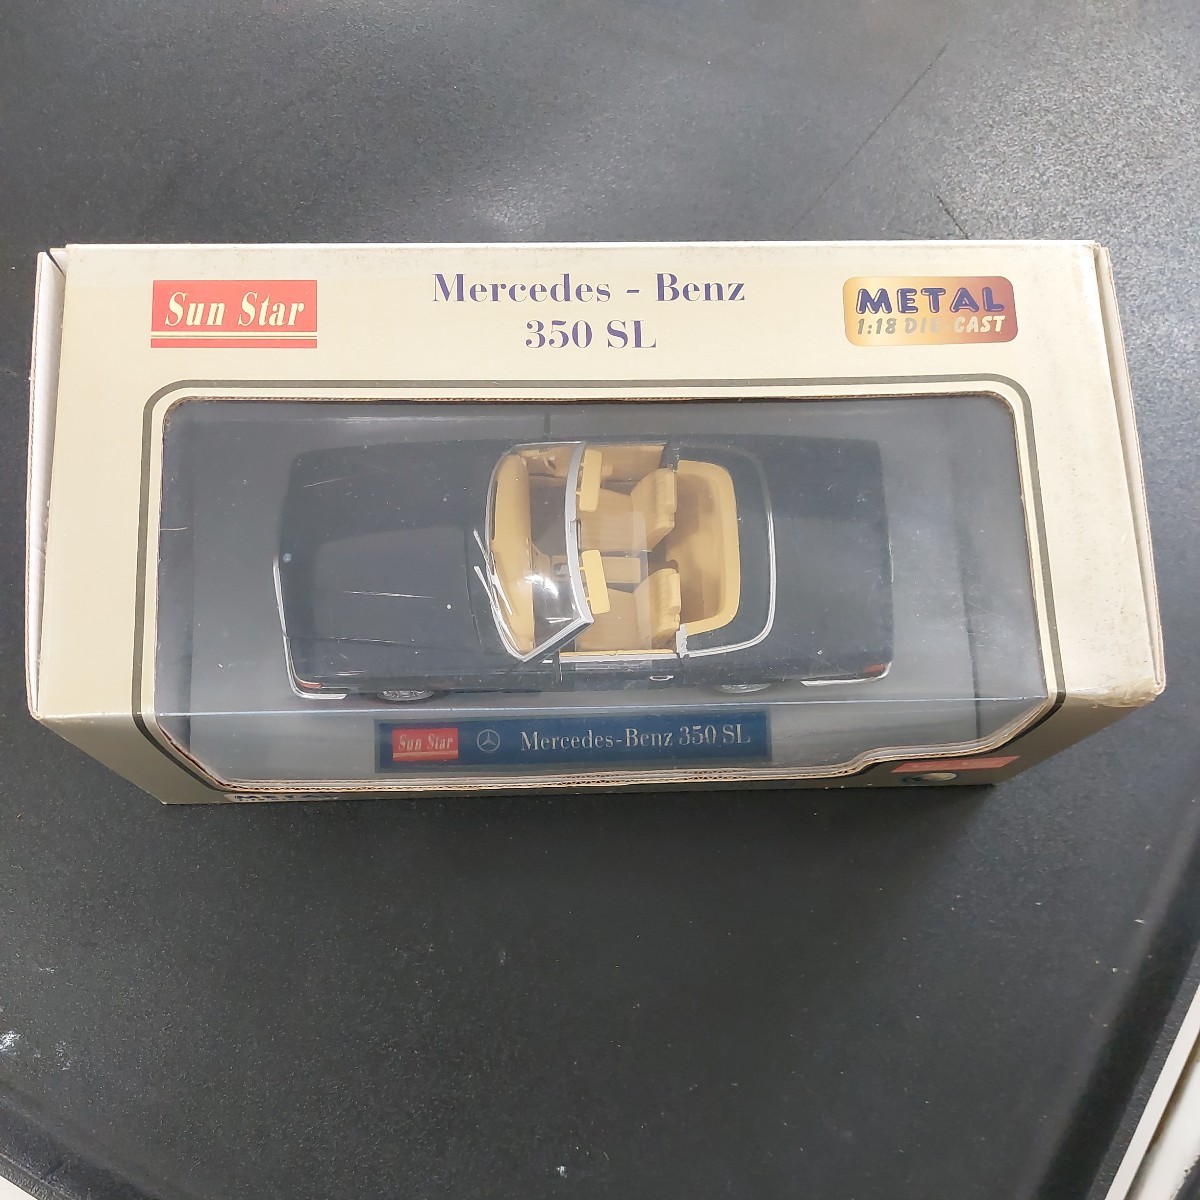 Sun Star
Mercedes - Benz
350 SL
METAL
1:18 DIE-CAST
Sun Star
Mercedes-Benz 350 SL